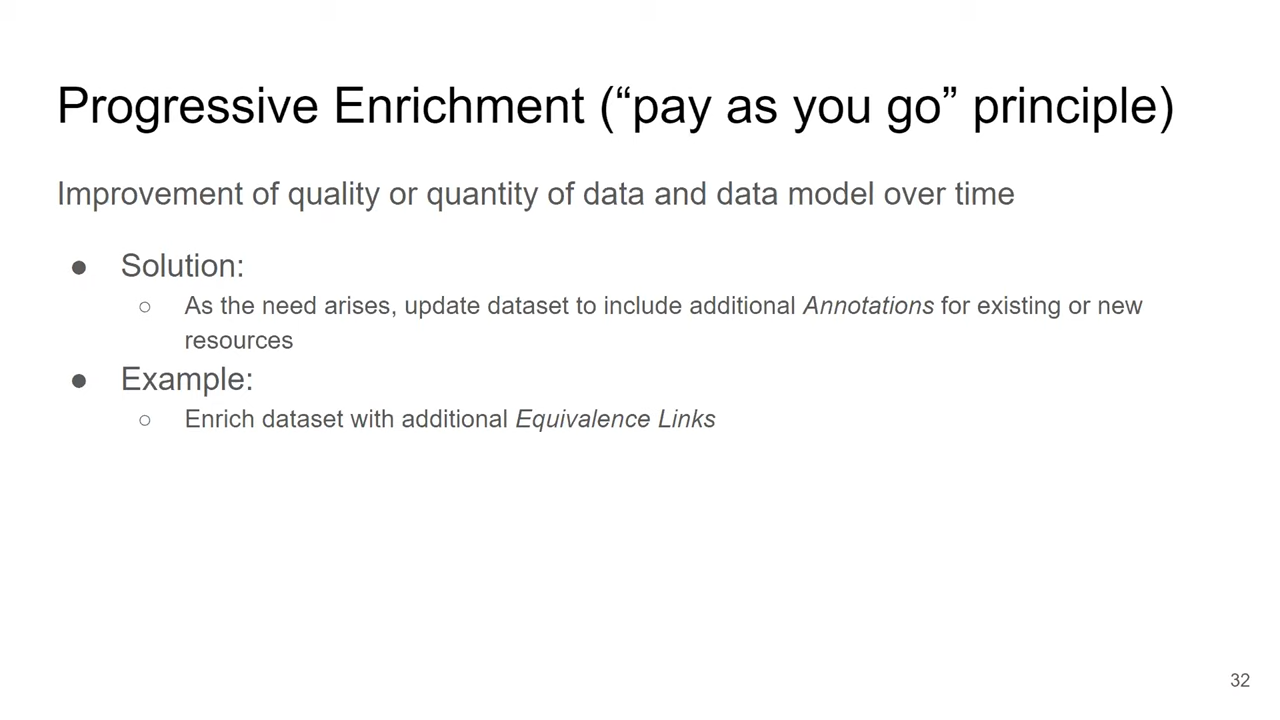 Progressive Enrichment (“pay as you go” principle)
Improvement of quality or quantity of data and data model over time
● Solution:
○ As the need arises, update dataset to include additional Annotations for existing or new
resources
● Example:
○ Enrich dataset with additional Equivalence Links
32